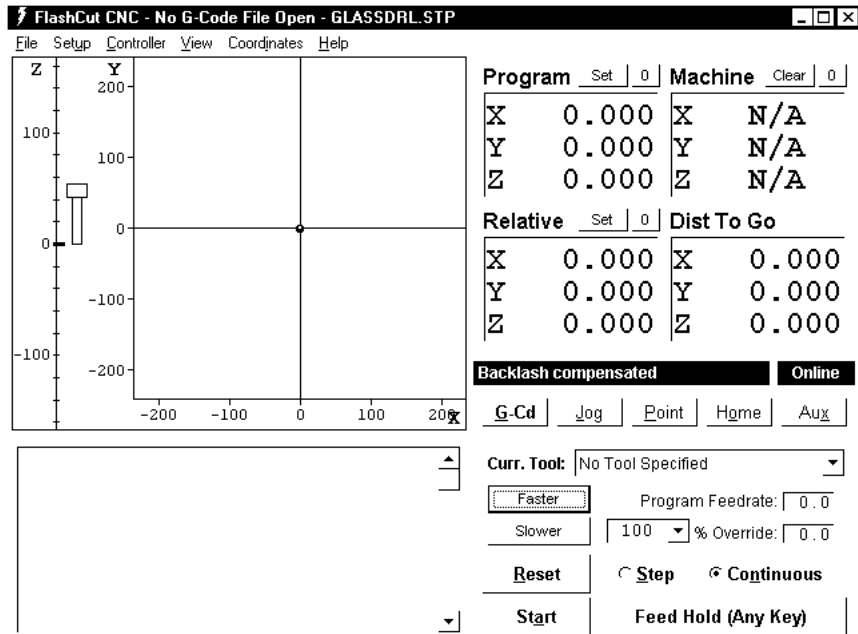 FlashCut CNC - No G-Code File Open - GLASSDRL.STP
File Setup Controller View Coordinates Help
Z Y
200
100
100
0
0
-100
-100
-200
-200 -100 0 100 200 X
Program Set 0 Machine Clear 0
X 0.000 X N/A
Y 0.000 Y N/A
Z 0.000 Z N/A
Relative Set 0 Dist To Go
X 0.000 X 0.000
Y 0.000 Y 0.000
Z 0.000 Z 0.000
Backlash compensated Online
G-Cd Jog Point Home Aux
Curr. Tool: No Tool Specified
Faster Program Feedrate: 0.0
Slower 100 % Override: 0.0
Reset Step Continuous
Start Feed Hold (Any Key)